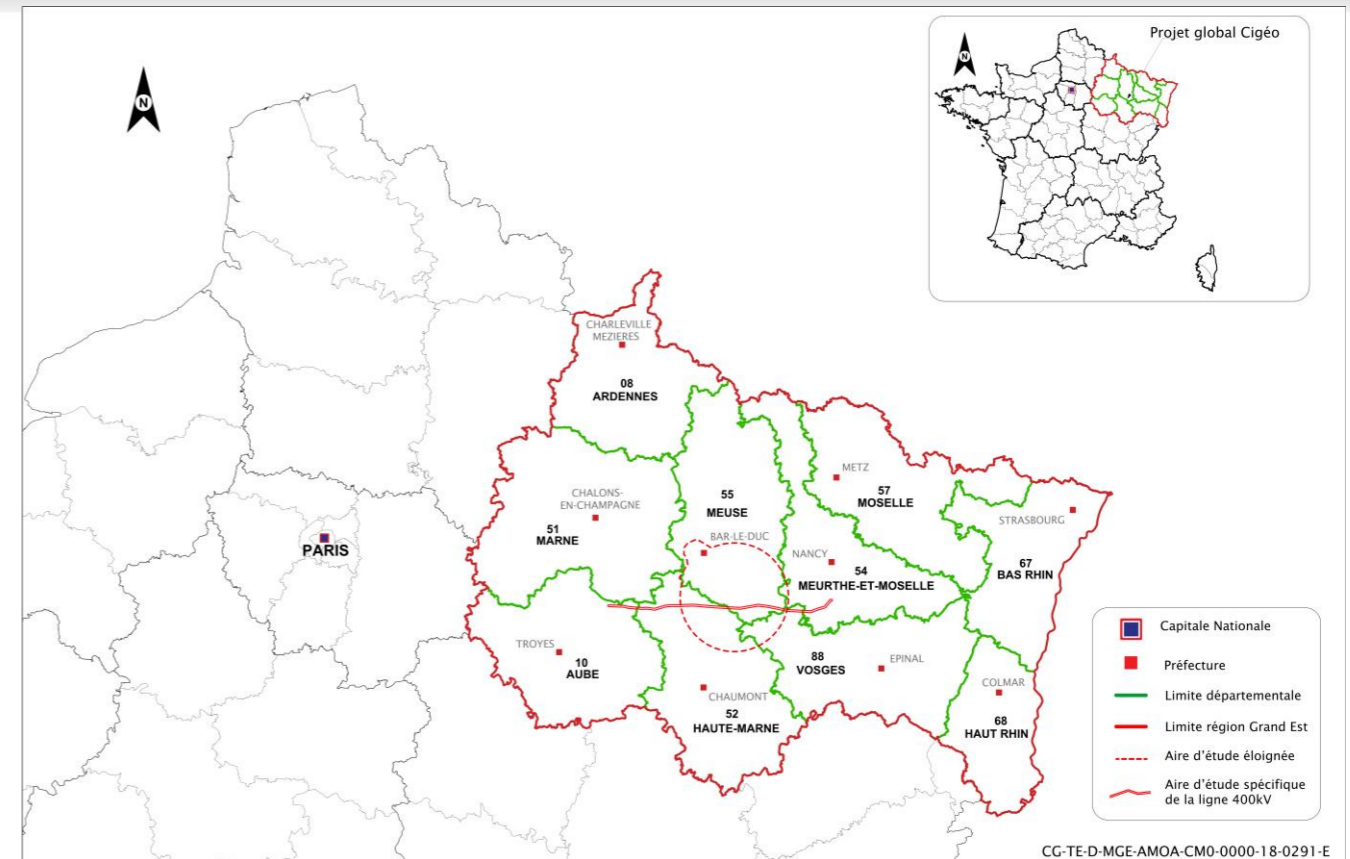 Projet global Cigéo
N
N
CHARLEVILLE
MEZIERES
08
ARDENNES
METZ
57
MOSELLE
CHALONS-
EN-CHAMPAGNE
55
MEUSE
STRASBOURG
51
MARNE
BAR-LE-DUC
PARIS
NANCY
54
MEURTHE-ET-MOSELLE
67
BAS RHIN
TROYES
10
AUBE
88
VOSGES
EPINAL
CHAUMONT
52
HAUTE-MARNE
COLMAR
68
HAUT RHIN
Capitale Nationale
Préfecture
Limite départementale
Limite région Grand Est
Aire d'étude éloignée
Aire d'étude spécifique
de la ligne 400kV
CG-TE-D-MGE-AMOA-CM0-0000-18-0291-E